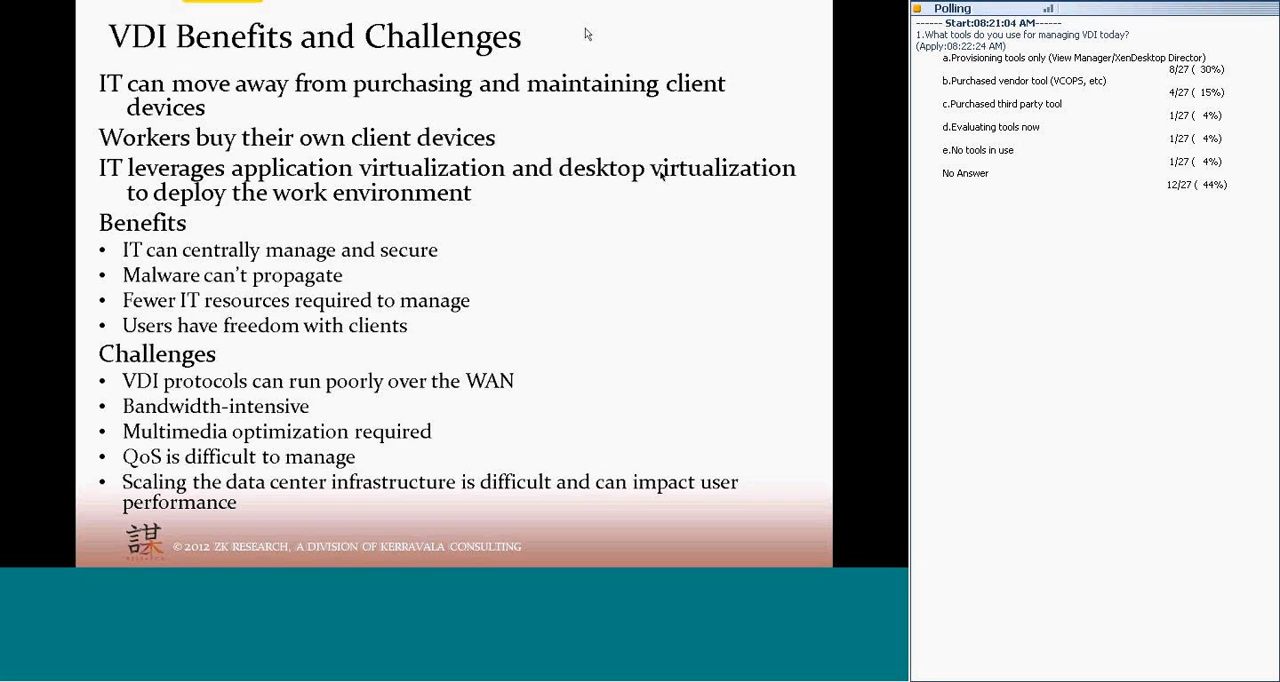 VDI Benefits and Challenges
IT can move away from purchasing and maintaining client
devices
Workers buy their own client devices
IT leverages application virtualization and desktop virtualization
to deploy the work environment
Benefits
• IT can centrally manage and secure
• Malware can't propagate
• Fewer IT resources required to manage
• Users have freedom with clients
Challenges
• VDI protocols can run poorly over the WAN
• Bandwidth-intensive
• Multimedia optimization required
• QoS is difficult to manage
• Scaling the data center infrastructure is difficult and can impact user
performance
謀
© 2012 ZK RESEARCH, A DIVISION OF KERRAVALA CONSULTING
Polling
------ Start:08:21:04 AM------
1.What tools do you use for managing VDI today?
(Apply:08:22:24 AM)
a.Provisioning tools only (View Manager/XenDesktop Director)
8/27 ( 30%)
b.Purchased vendor tool (VCOPS, etc)
4/27 ( 15%)
c.Purchased third party tool
1/27 ( 4%)
d.Evaluating tools now
1/27 ( 4%)
e.No tools in use
1/27 ( 4%)
No Answer
12/27 ( 44%)